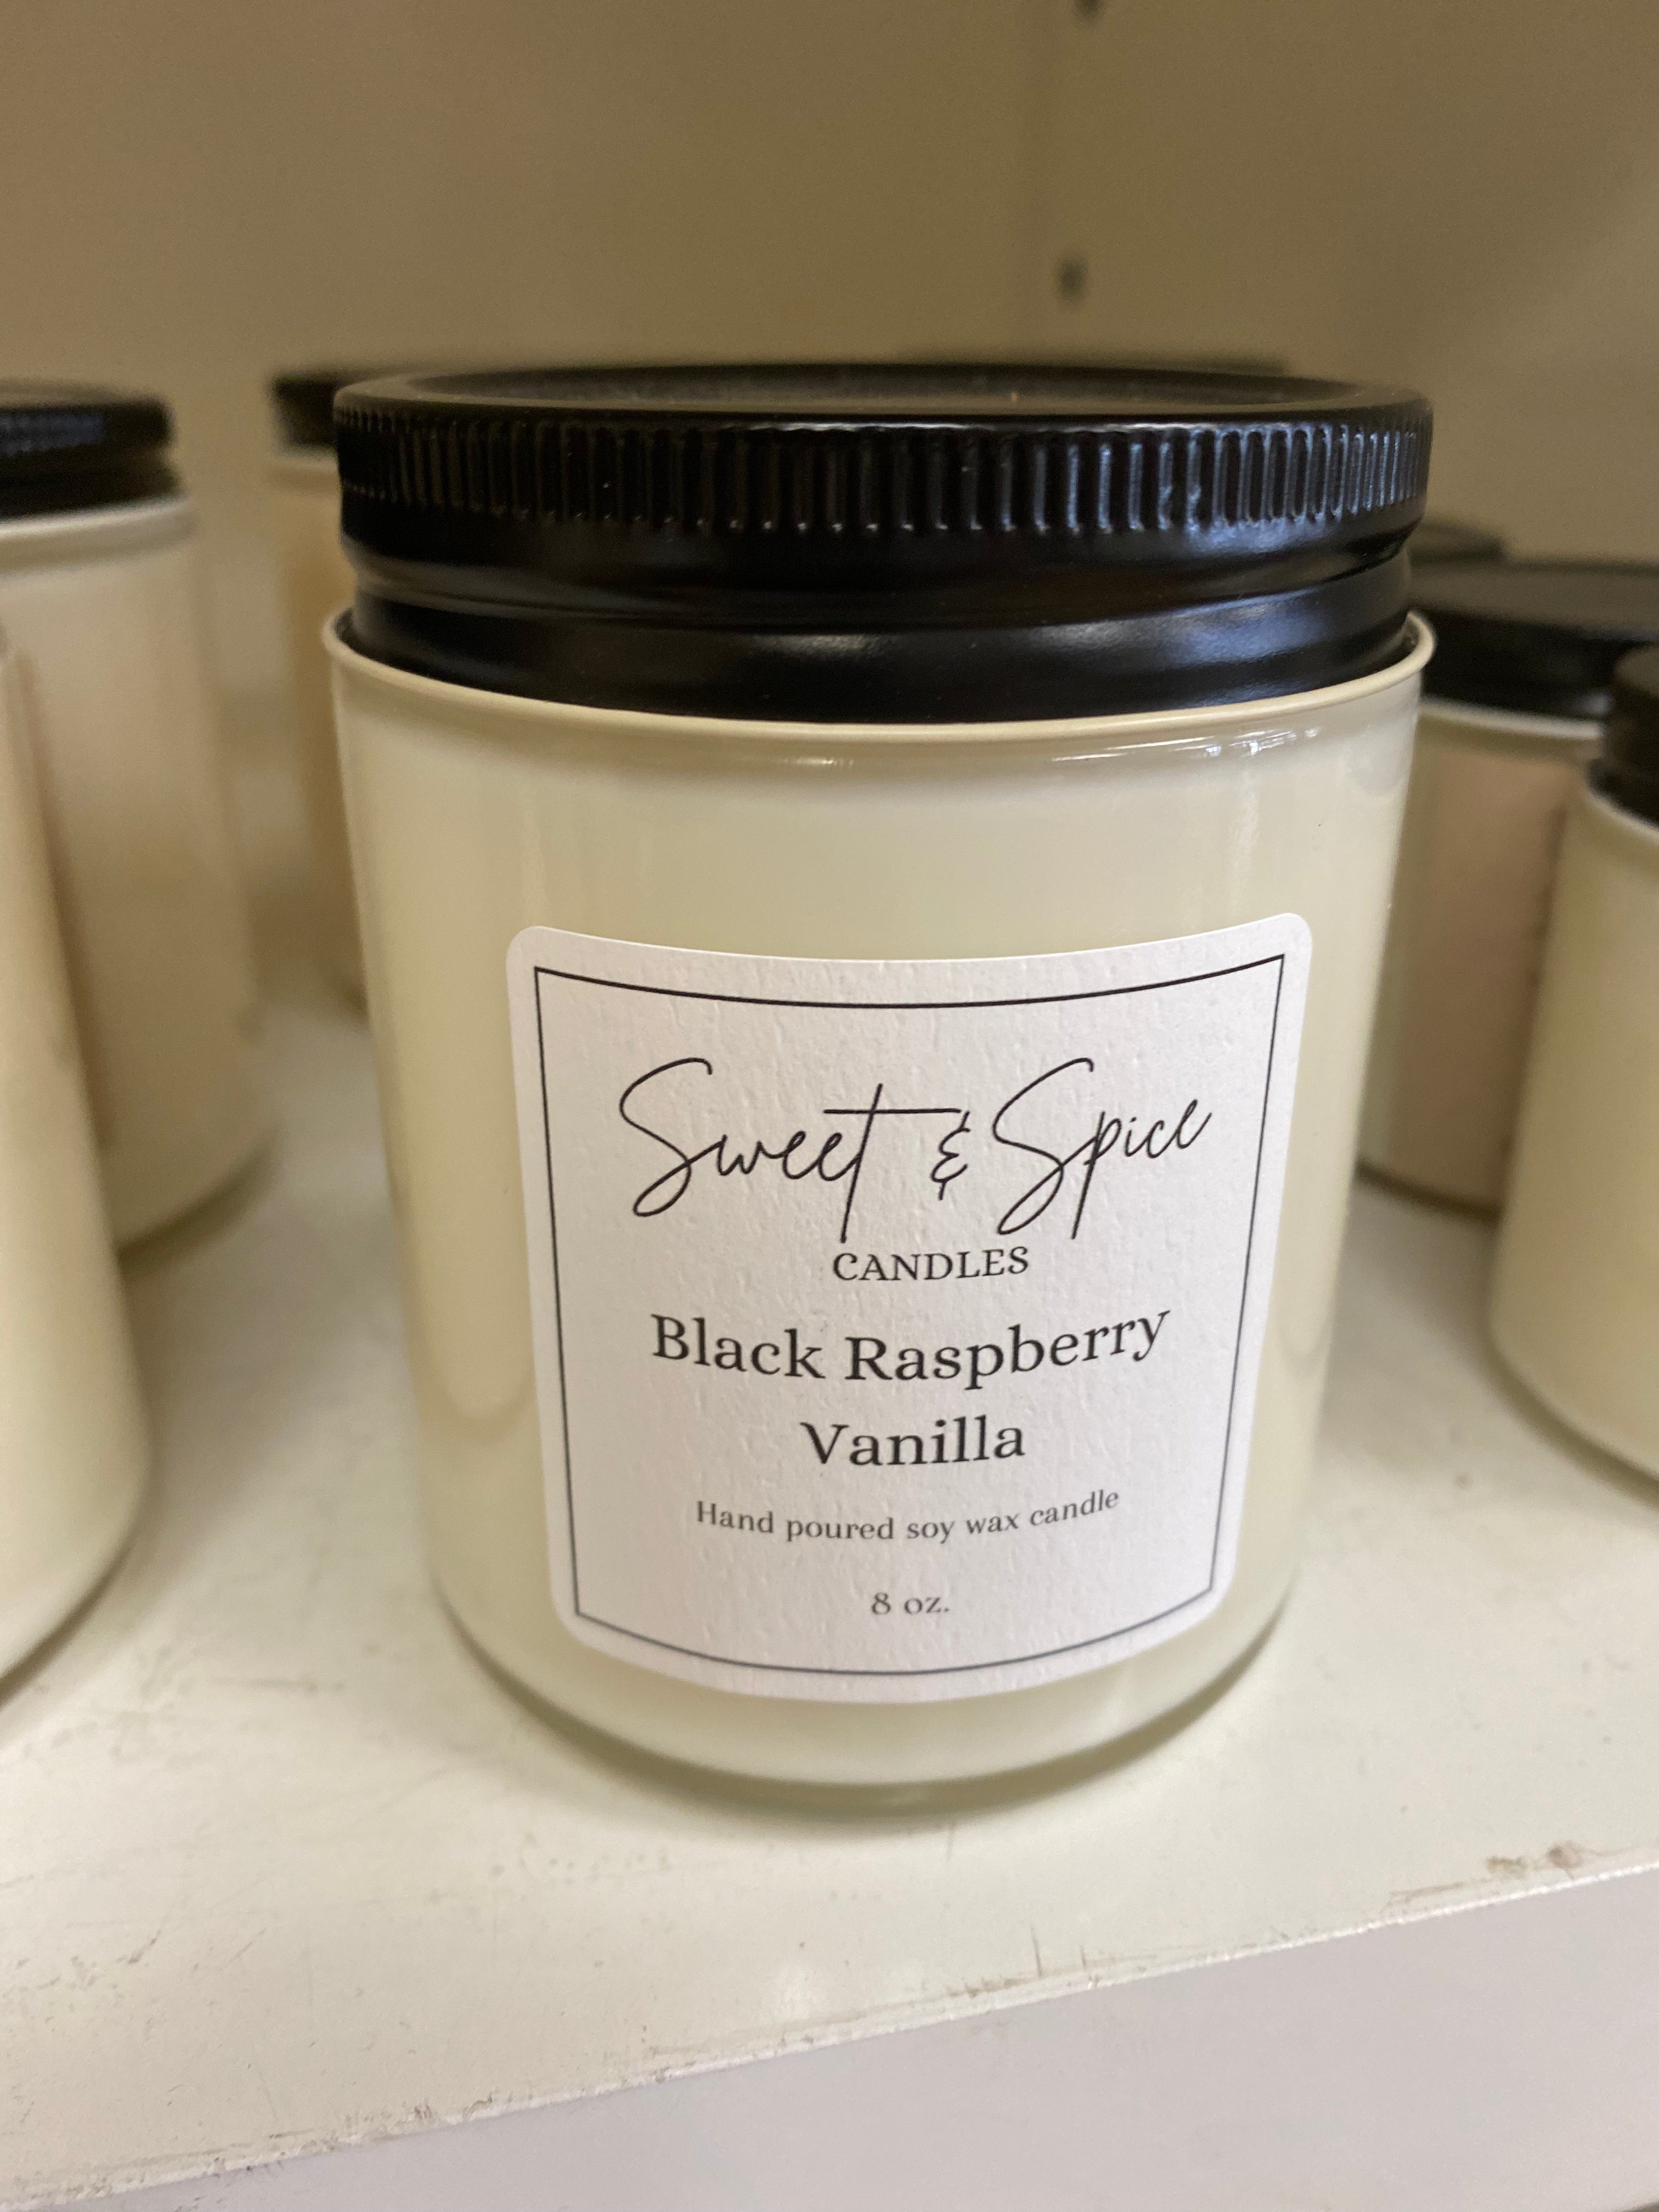 Sweet & Spice
CANDLES
Black Raspberry
Vanilla
Hand poured soy wax candle
8 oz.